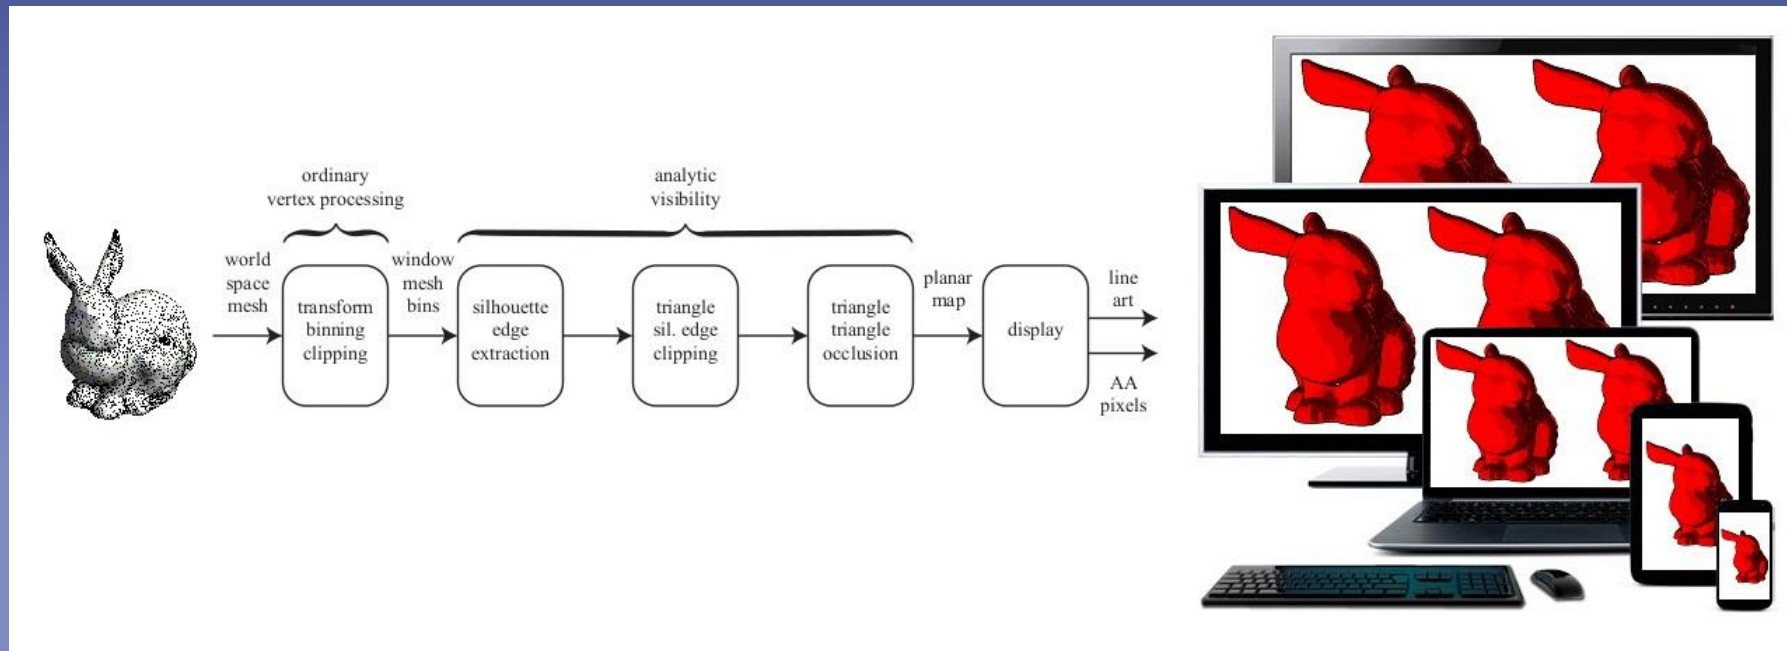 ordinary
vertex processing
analytic
visibility
world
space
mesh
transform
binning
clipping
window
mesh
bins
silhouette
edge
extraction
triangle
sil. edge
clipping
triangle
triangle
occlusion
planar
map
display
line
art
AA
pixels